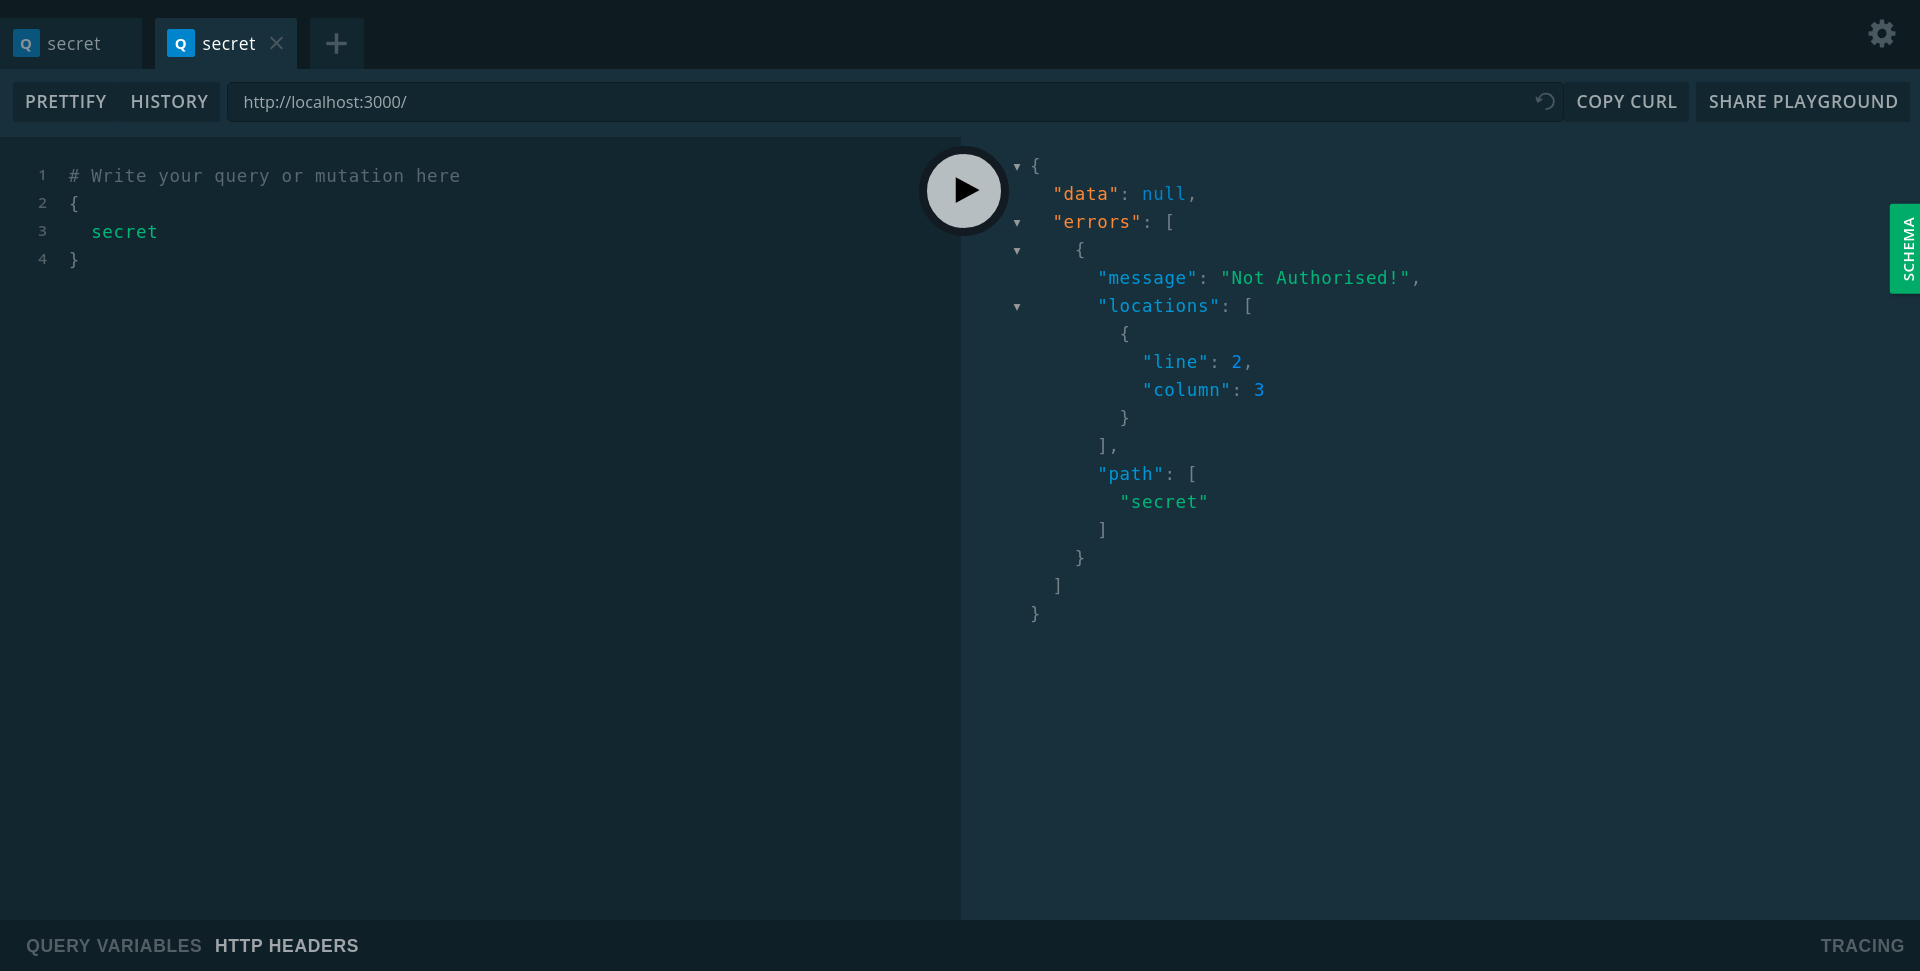 Q secret
Q secret
PRETTIFY HISTORY http://localhost:3000/ COPY CURL SHARE PLAYGROUND
1 # Write your query or mutation here
2 {
3   secret
4 }
{
  "data": null,
  "errors": [
    {
      "message": "Not Authorised!",
      "locations": [
        {
          "line": 2,
          "column": 3
        }
      ],
      "path": [
        "secret"
      ]
    }
  ]
}
SCHEMA
QUERY VARIABLES HTTP HEADERS TRACING